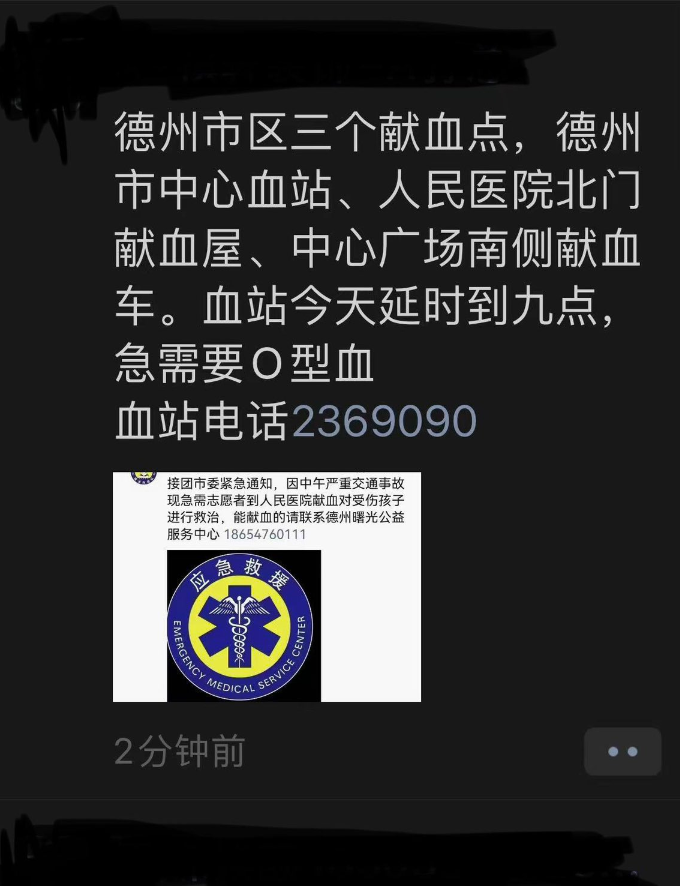 德州市区三个献血点，德州
市中心血站、人民医院北门
献血屋、中心广场南侧献血
车。血站今天延时到九点，
急需要O型血
血站电话2369090
接团市委紧急通知，因中午严重交通事故
现急需志愿者到人民医院献血对受伤孩子
进行救治，能献血的请联系德州曙光公益
服务中心 18654760111
应急救援
EMERGENCY MEDICAL SERVICE CENTER
2分钟前